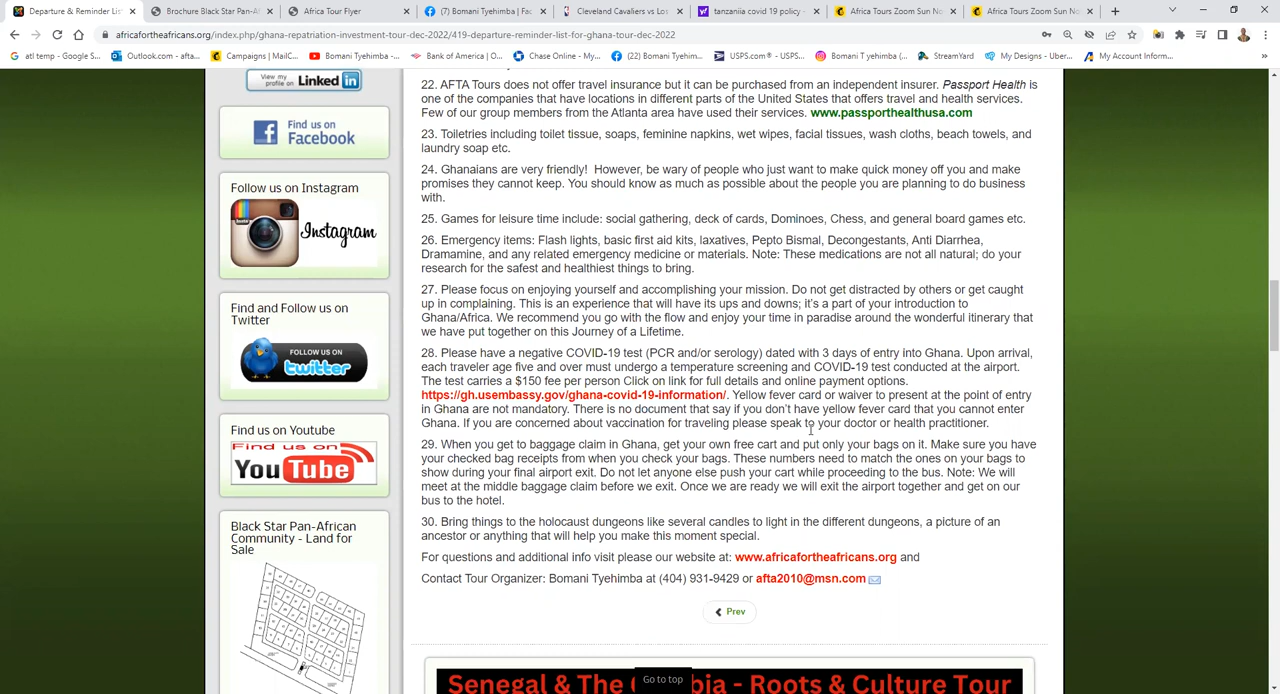 Departure & Reminder List
Brochure Black Star Pan-Af
Africa Tour Flyer
(7) Bomani Tyehimba | Fac
Cleveland Cavaliers vs Los
tanzaniia covid 19 policy -
Africa Tours Zoom Sun No
Africa Tours Zoom Sun No
africafortheafricans.org/index.php/ghana-repatriation-investment-tour-dec-2022/419-departure-reminder-list-for-ghana-tour-dec-2022
atl temp - Google S...
Outlook.com - afta...
Campaigns | MailC...
Bomani Tyehimba...
Bank of America | O...
Chase Online - My...
(22) Bomani Tyehi...
USPS.com® - USPS...
Bomani T yehimba (...
StreamYard
My Designs - Uber...
My Account
View my
profile on LinkedIn
Find us on
Facebook
Follow us on Instagram
Instagram
Find and Follow us on
Twitter
FOLLOW US ON
twitter
Find us on Youtube
Find us on
YouTube
Black Star Pan-African
Community - Land for
Sale
22. AFTA Tours does not offer travel insurance but it can be purchased from an independent insurer. Passport Health is
one of the companies that have locations in different parts of the United States that offers travel and health services.
Few of our group members from the Atlanta area have used their services. www.passporthealthusa.com
23. Toiletries including toilet tissue, soaps, feminine napkins, wet wipes, facial tissues, wash cloths, beach towels, and
laundry soap etc.
24. Ghanaians are very friendly! However, be wary of people who just want to make quick money off you and make
promises they cannot keep. You should know as much as possible about the people you are planning to do business
with.
25. Games for leisure time include: social gathering, deck of cards, Dominoes, Chess, and general board games etc.
26. Emergency items: Flash lights, basic first aid kits, laxatives, Pepto Bismal, Decongestants, Anti Diarrhea,
Dramamine, and any related emergency medicine or materials. Note: These medications are not all natural; do your
research for the safest and healthiest things to bring.
27. Please focus on enjoying yourself and accomplishing your mission. Do not get distracted by others or get caught
up in complaining. This is an experience that will have its ups and downs; it's a part of your introduction to
Ghana/Africa. We recommend you go with the flow and enjoy your time in paradise around the wonderful itinerary that
we have put together on this Journey of a Lifetime.
28. Please have a negative COVID-19 test (PCR and/or serology) dated with 3 days of entry into Ghana. Upon arrival,
each traveler age five and over must undergo a temperature screening and COVID-19 test conducted at the airport.
The test carries a $150 fee per person Click on link for full details and online payment options.
https://gh.usembassy.gov/ghana-covid-19-information/. Yellow fever card or waiver to present at the point of entry
in Ghana are not mandatory. There is no document that say if you don't have yellow fever card that you cannot enter
Ghana. If you are concerned about vaccination for traveling please speak to your doctor or health practitioner.
29. When you get to baggage claim in Ghana, get your own free cart and put only your bags on it. Make sure you have
your checked bag receipts from when you check your bags. These numbers need to match the ones on your bags to
show during your final airport exit. Do not let anyone else push your cart while proceeding to the bus. Note: We will
meet at the middle baggage claim before we exit. Once we are ready we will exit the airport together and get on our
bus to the hotel.
30. Bring things to the holocaust dungeons like several candles to light in the different dungeons, a picture of an
ancestor or anything that will help you make this moment special.
For questions and additional info visit please our website at: www.africafortheafricans.org and
Contact Tour Organizer: Bomani Tyehimba at (404) 931-9429 or afta2010@msn.com
Prev
Senegal & The bia - Roots & Culture Tour
Go to top